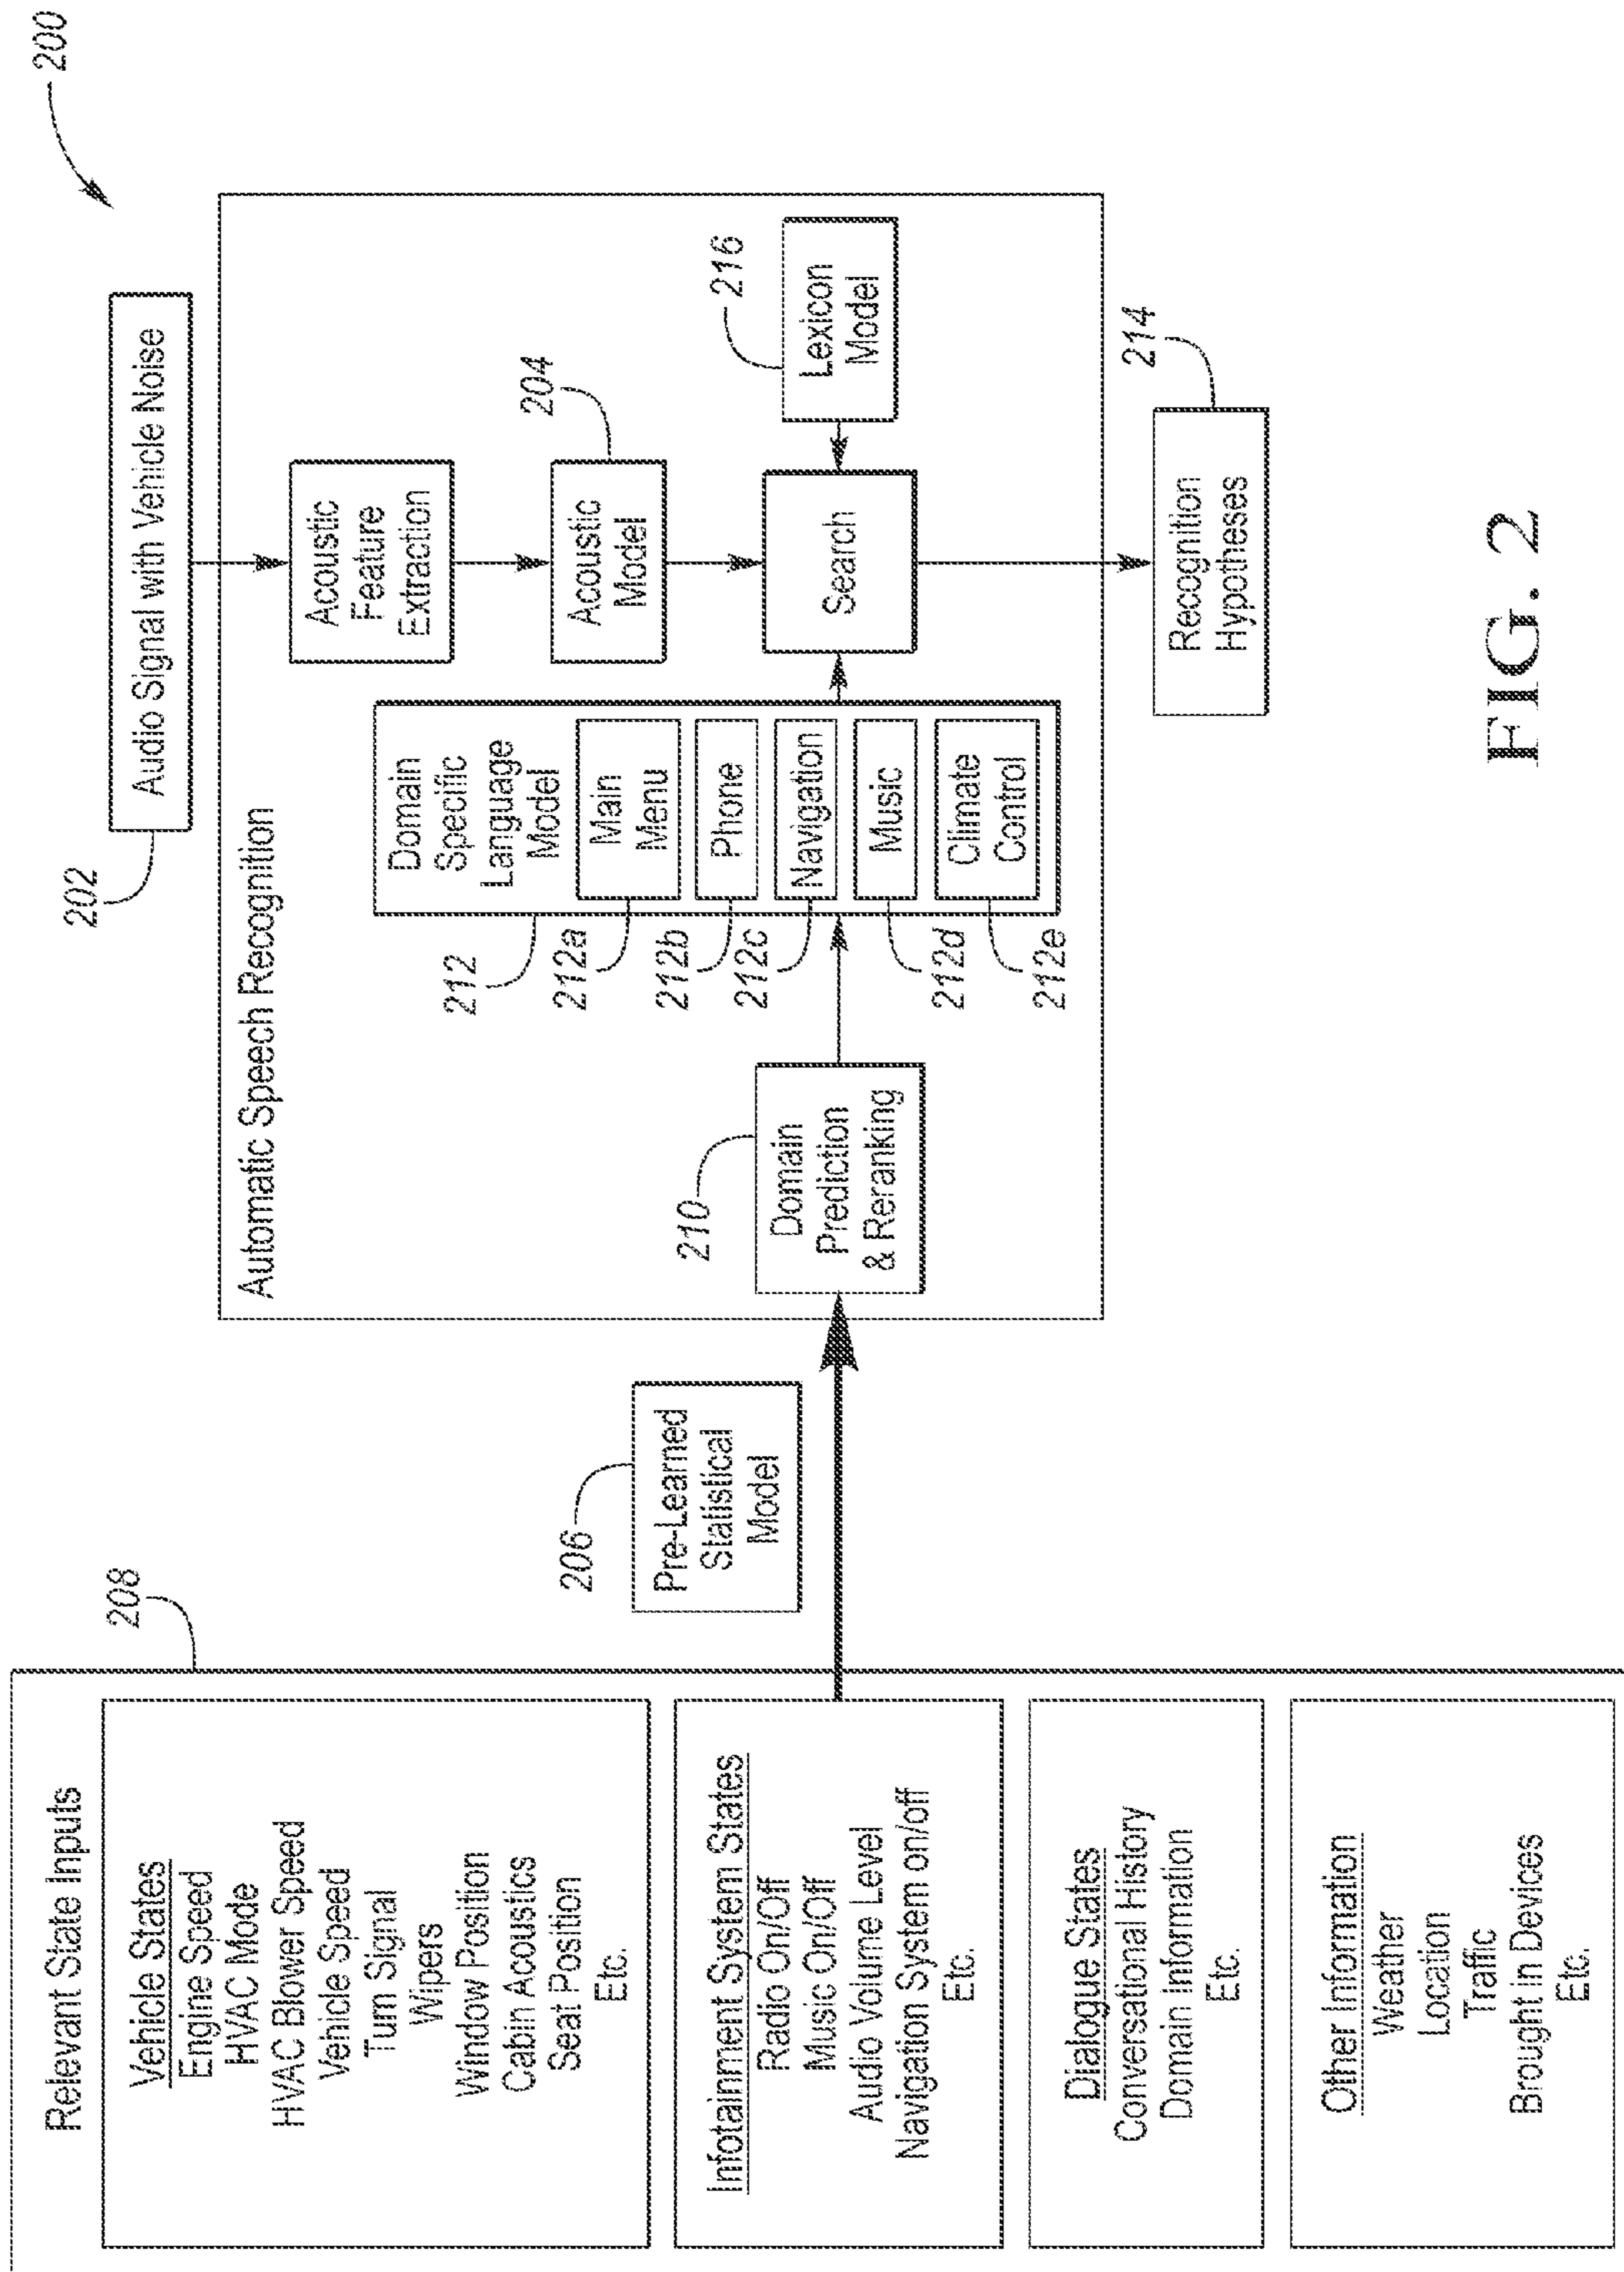 200
Audio Signal with Vehicle Noise
202
Relevant State Inputs
208
Vehicle States
Engine Speed
HVAC Mode
HVAC Blower Speed
Vehicle Speed
Turn Signal
Wipers
Window Position
Cabin Acoustics
Seat Position
Etc.
Infotainment System States
Radio On/Off
Music On/Off
Audio Volume Level
Navigation System on/off
Etc.
Dialogue States
Conversational History
Domain Information
Etc.
Other Information
Weather
Location
Traffic
Brought in Devices
Etc.
206
Pre-Learned
Statistical
Model
Automatic Speech Recognition
210
Domain
Prediction
& Reranking
212
Domain
Specific
Language
Model
212a
Main
Menu
212b
Phone
212c
Navigation
212d
Music
212e
Climate
Control
Acoustic
Feature
Extraction
204
Acoustic
Model
Search
216
Lexicon
Model
214
Recognition
Hypotheses
FIG. 2